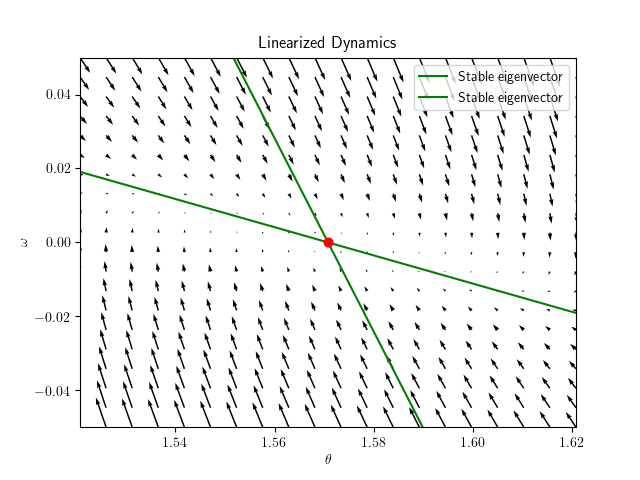 Linearized Dynamics
Stable eigenvector
Stable eigenvector
0.04
0.02
0.00
−0.02
−0.04
ω
1.54
1.56
1.58
1.60
1.62
θ